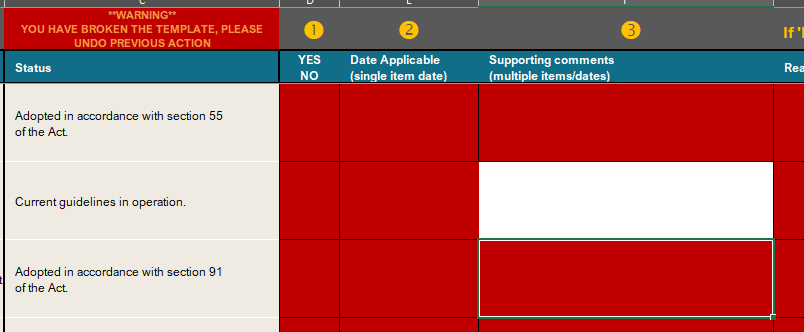 C D E F
**WARNING**
YOU HAVE BROKEN THE TEMPLATE, PLEASE
UNDO PREVIOUS ACTION
1 2 3 If '
Status
YES
NO
Date Applicable
(single item date)
Supporting comments
(multiple items/dates)
Rea
Adopted in accordance with section 55
of the Act.
Current guidelines in operation.
Adopted in accordance with section 91
of the Act.
t